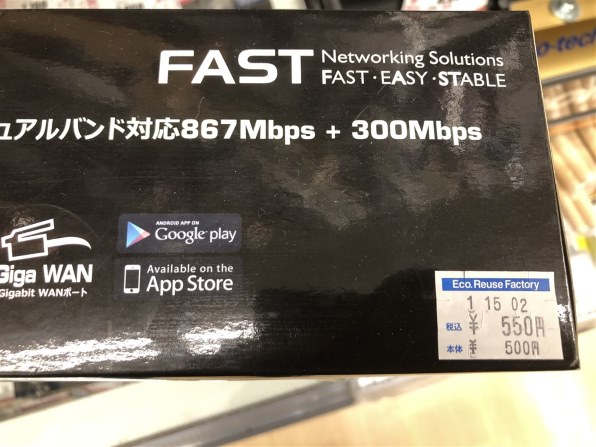 FAST Networking Solutions
FAST・EASY・STABLE
ュアルバンド対応867Mbps + 300Mbps
ANDROID APP ON
Google play
Giga WAN
Gigabit WANポート
Available on the
App Store
o-tech
Eco.Reuse Factory
1 15 02
税込 ¥ 550円
本体 ¥ 500円